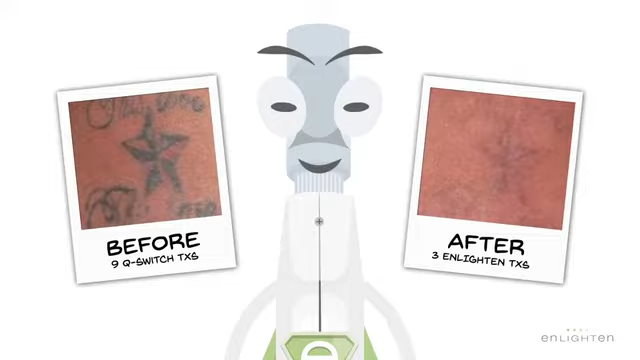 BEFORE
9 Q-SWITCH TXS
AFTER
3 ENLIGHTEN TXS
e
enLIGHTEN